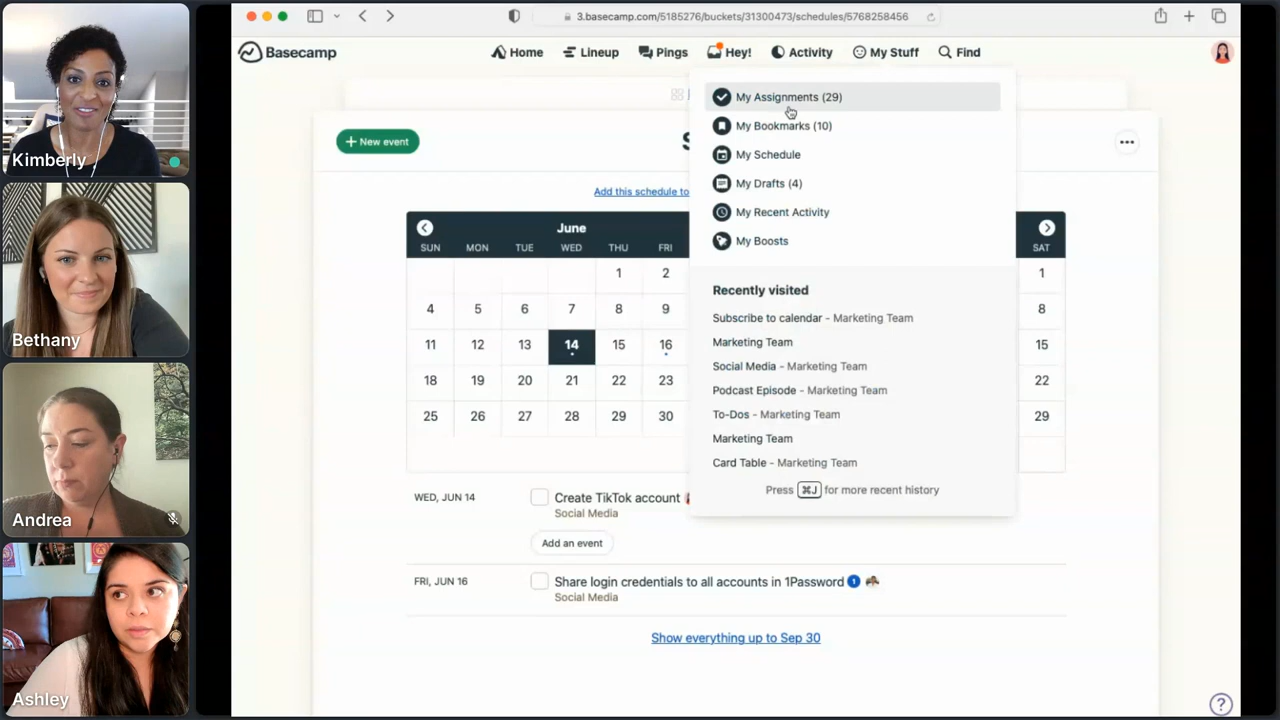 Kimberly
Bethany
Andrea
Ashley
3.basecamp.com/5185276/buckets/31300473/schedules/5768258456
Basecamp
Home Lineup Pings Hey! Activity My Stuff Find
My Assignments (29)
My Bookmarks (10)
My Schedule
My Drafts (4)
My Recent Activity
My Boosts
Recently visited
Subscribe to calendar - Marketing Team
Marketing Team
Social Media - Marketing Team
Podcast Episode - Marketing Team
To-Dos - Marketing Team
Marketing Team
Card Table - Marketing Team
Press ⌘J for more recent history
+ New event
Add this schedule to
June
SUN MON TUE WED THU FRI SAT
1 2 1
4 5 6 7 8 9 8
11 12 13 14 15 16 15
18 19 20 21 22 23 22
25 26 27 28 29 30 29
WED, JUN 14
Create TikTok account
Social Media
Add an event
FRI, JUN 16
Share login credentials to all accounts in 1Password 1
Social Media
Show everything up to Sep 30
?